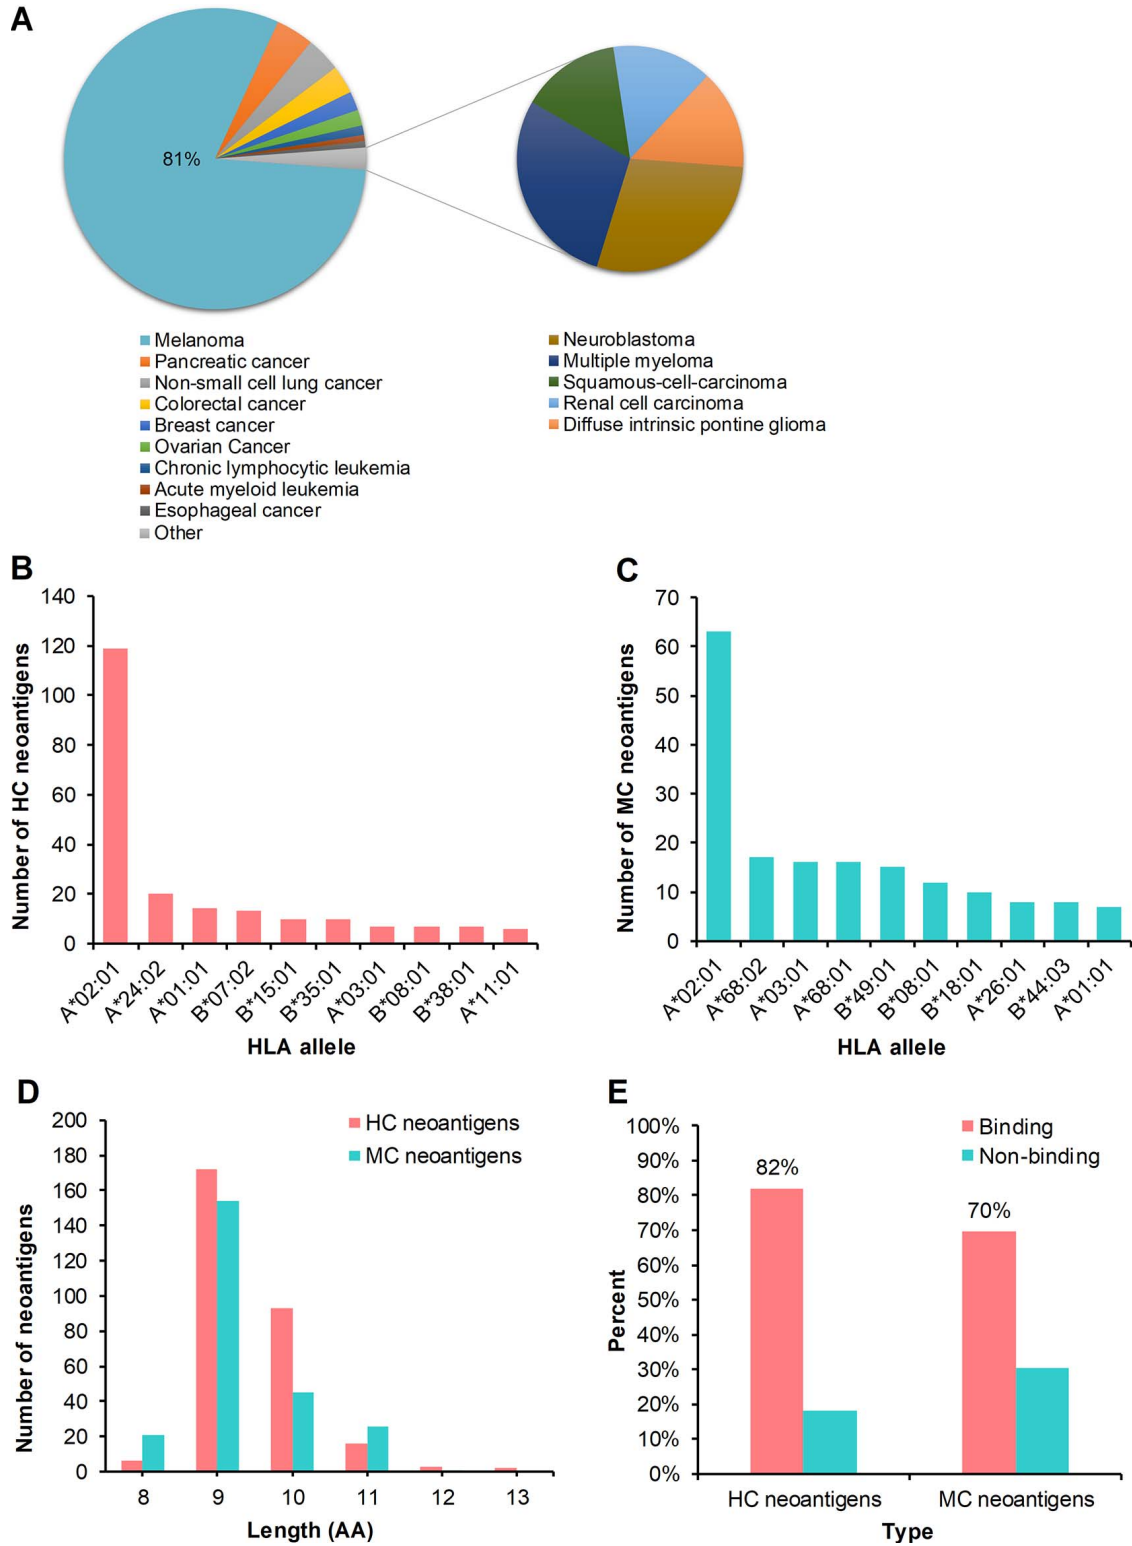 A
81%
Melanoma
Pancreatic cancer
Non-small cell lung cancer
Colorectal cancer
Breast cancer
Ovarian Cancer
Chronic lymphocytic leukemia
Acute myeloid leukemia
Esophageal cancer
Other
Neuroblastoma
Multiple myeloma
Squamous-cell-carcinoma
Renal cell carcinoma
Diffuse intrinsic pontine glioma
B
Number of HC neoantigens
140
120
100
80
60
40
20
0
A*02:01
A*24:02
A*01:01
B*07:02
B*15:01
B*35:01
A*03:01
B*08:01
B*38:01
A*11:01
HLA allele
C
Number of MC neoantigens
70
60
50
40
30
20
10
0
A*02:01
A*68:02
A*03:01
A*68:01
B*49:01
B*08:01
B*18:01
A*26:01
B*44:03
A*01:01
HLA allele
D
Number of neoantigens
200
180
160
140
120
100
80
60
40
20
0
HC neoantigens
MC neoantigens
8 9 10 11 12 13
Length (AA)
E
Percent
100%
90%
80%
70%
60%
50%
40%
30%
20%
10%
0%
Binding
Non-binding
82%
70%
HC neoantigens MC neoantigens
Type